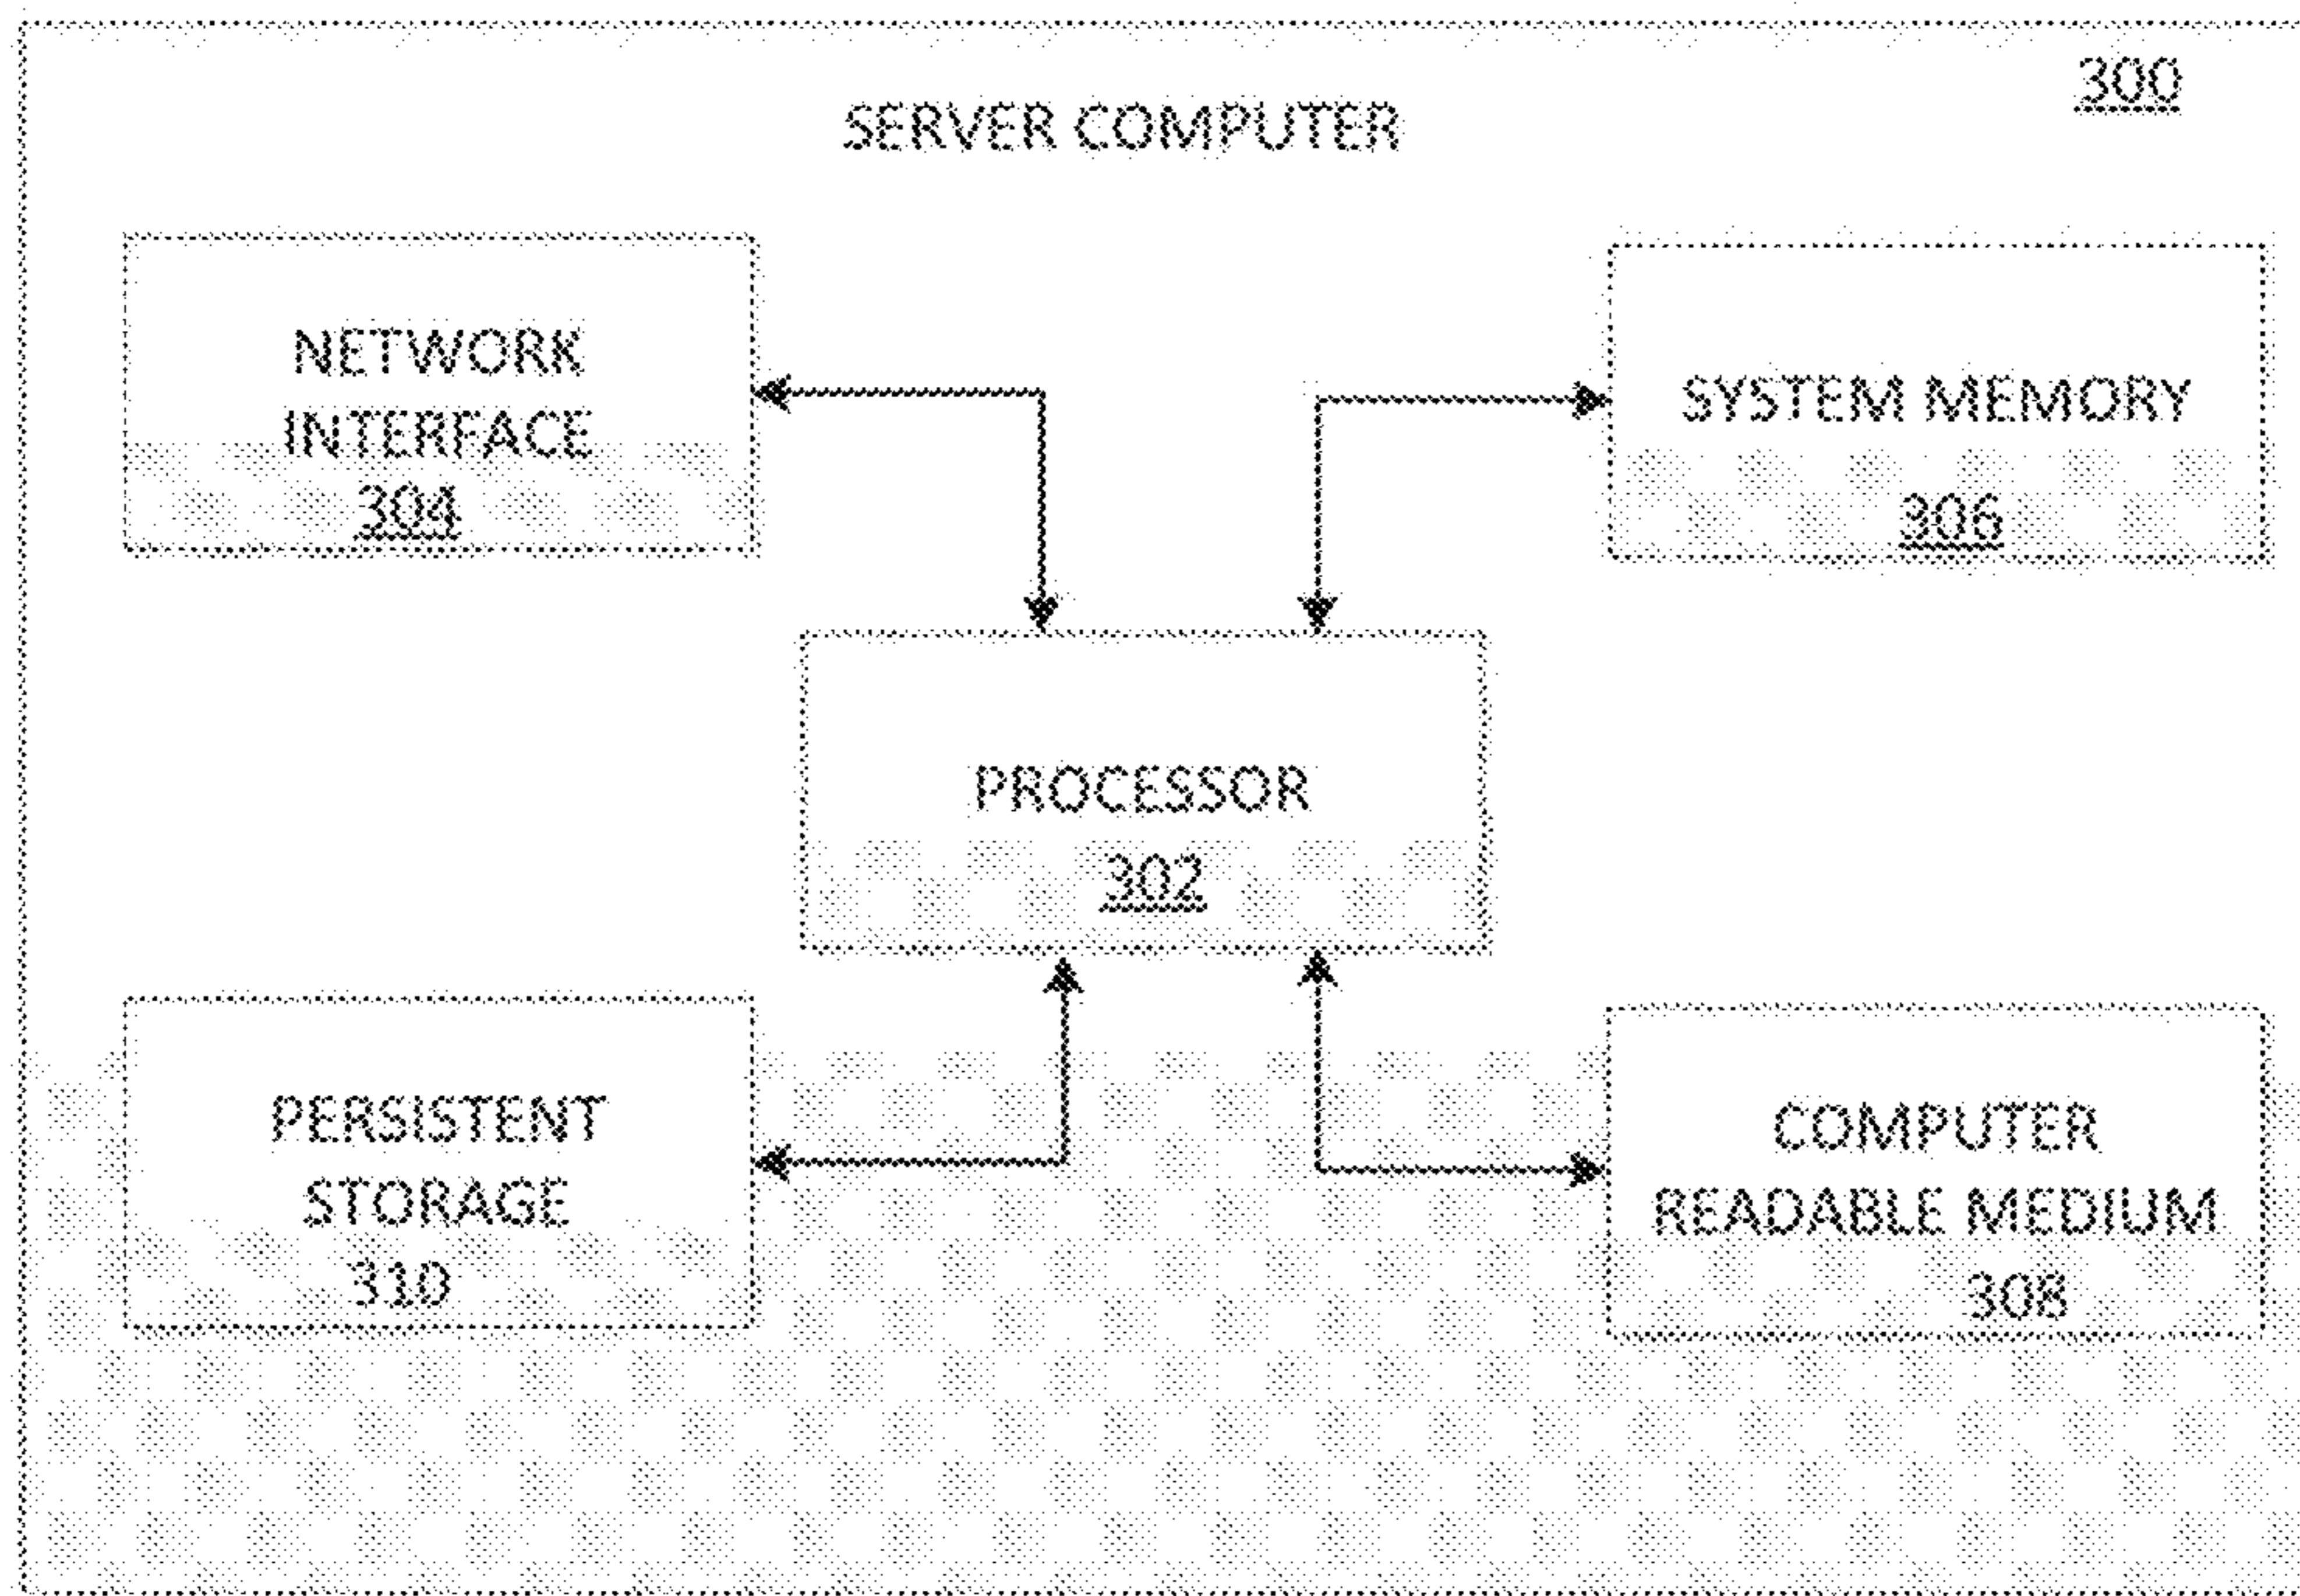 300
SERVER COMPUTER
NETWORK
INTERFACE
304
SYSTEM MEMORY
306
PROCESSOR
302
PERSISTENT
STORAGE
310
COMPUTER
READABLE MEDIUM
308